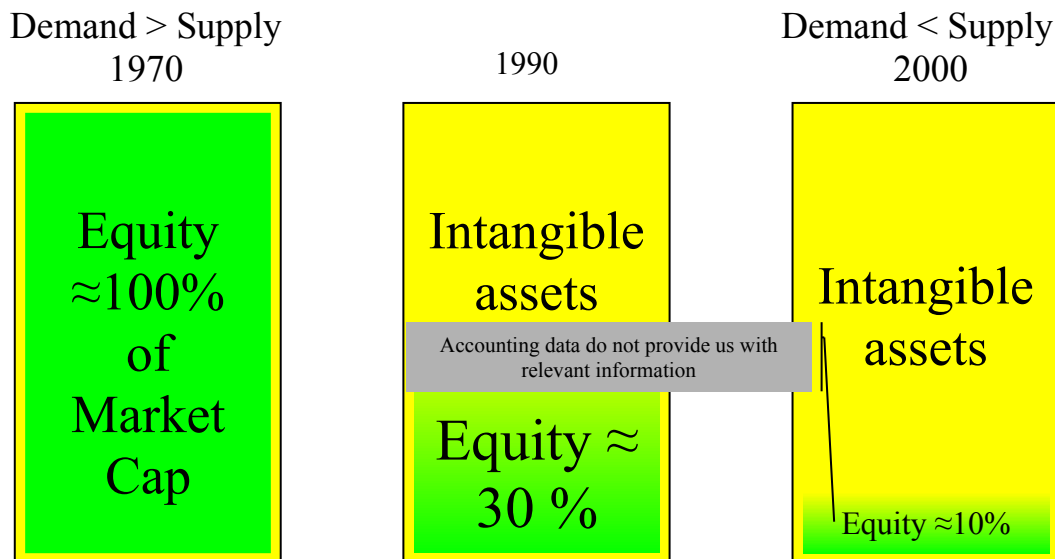 Demand > Supply
1970
1990
Demand < Supply
2000
Equity
≈100%
of
Market
Cap
Intangible
assets
Accounting data do not provide us with
relevant information
Equity ≈
30 %
Intangible
assets
Equity ≈10%